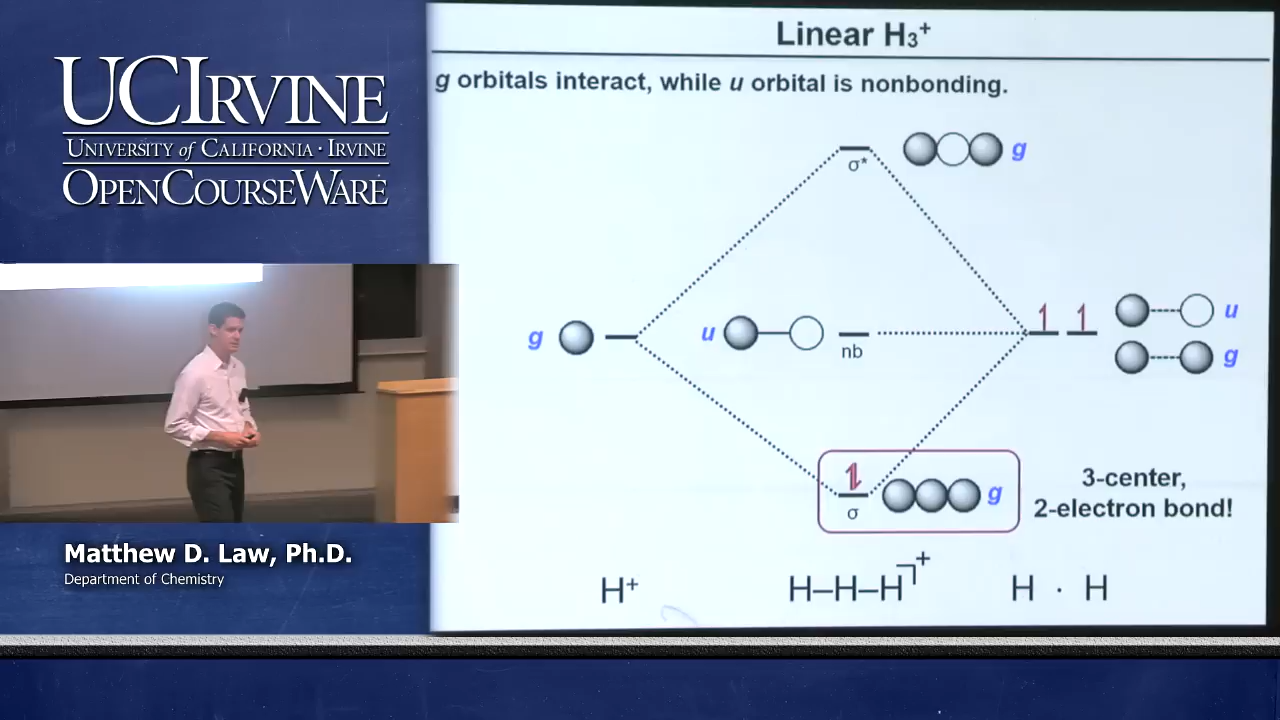 UCIRVINE
UNIVERSITY of CALIFORNIA · IRVINE
OPENCOURSEWARE
Matthew D. Law, Ph.D.
Department of Chemistry
Linear H₃⁺
g orbitals interact, while u orbital is nonbonding.
σ* g
g u nb u
g
σ g
3-center,
2-electron bond!
H⁺ H–H–H⁺ H · H